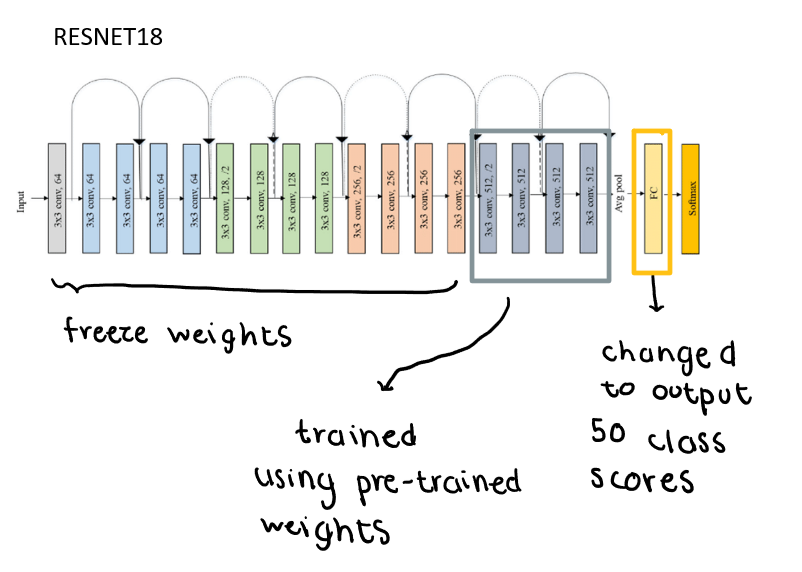 RESNET18
Input
3x3 conv, 64
3x3 conv, 64
3x3 conv, 64
3x3 conv, 64
3x3 conv, 64
3x3 conv, 128, /2
3x3 conv, 128
3x3 conv, 128
3x3 conv, 128
3x3 conv, 256, /2
3x3 conv, 256
3x3 conv, 256
3x3 conv, 256
3x3 conv, 512, /2
3x3 conv, 512
3x3 conv, 512
3x3 conv, 512
Avg pool
FC
Softmax
freeze weights
trained
using pre-trained
weights
changed
to output
50 class
scores